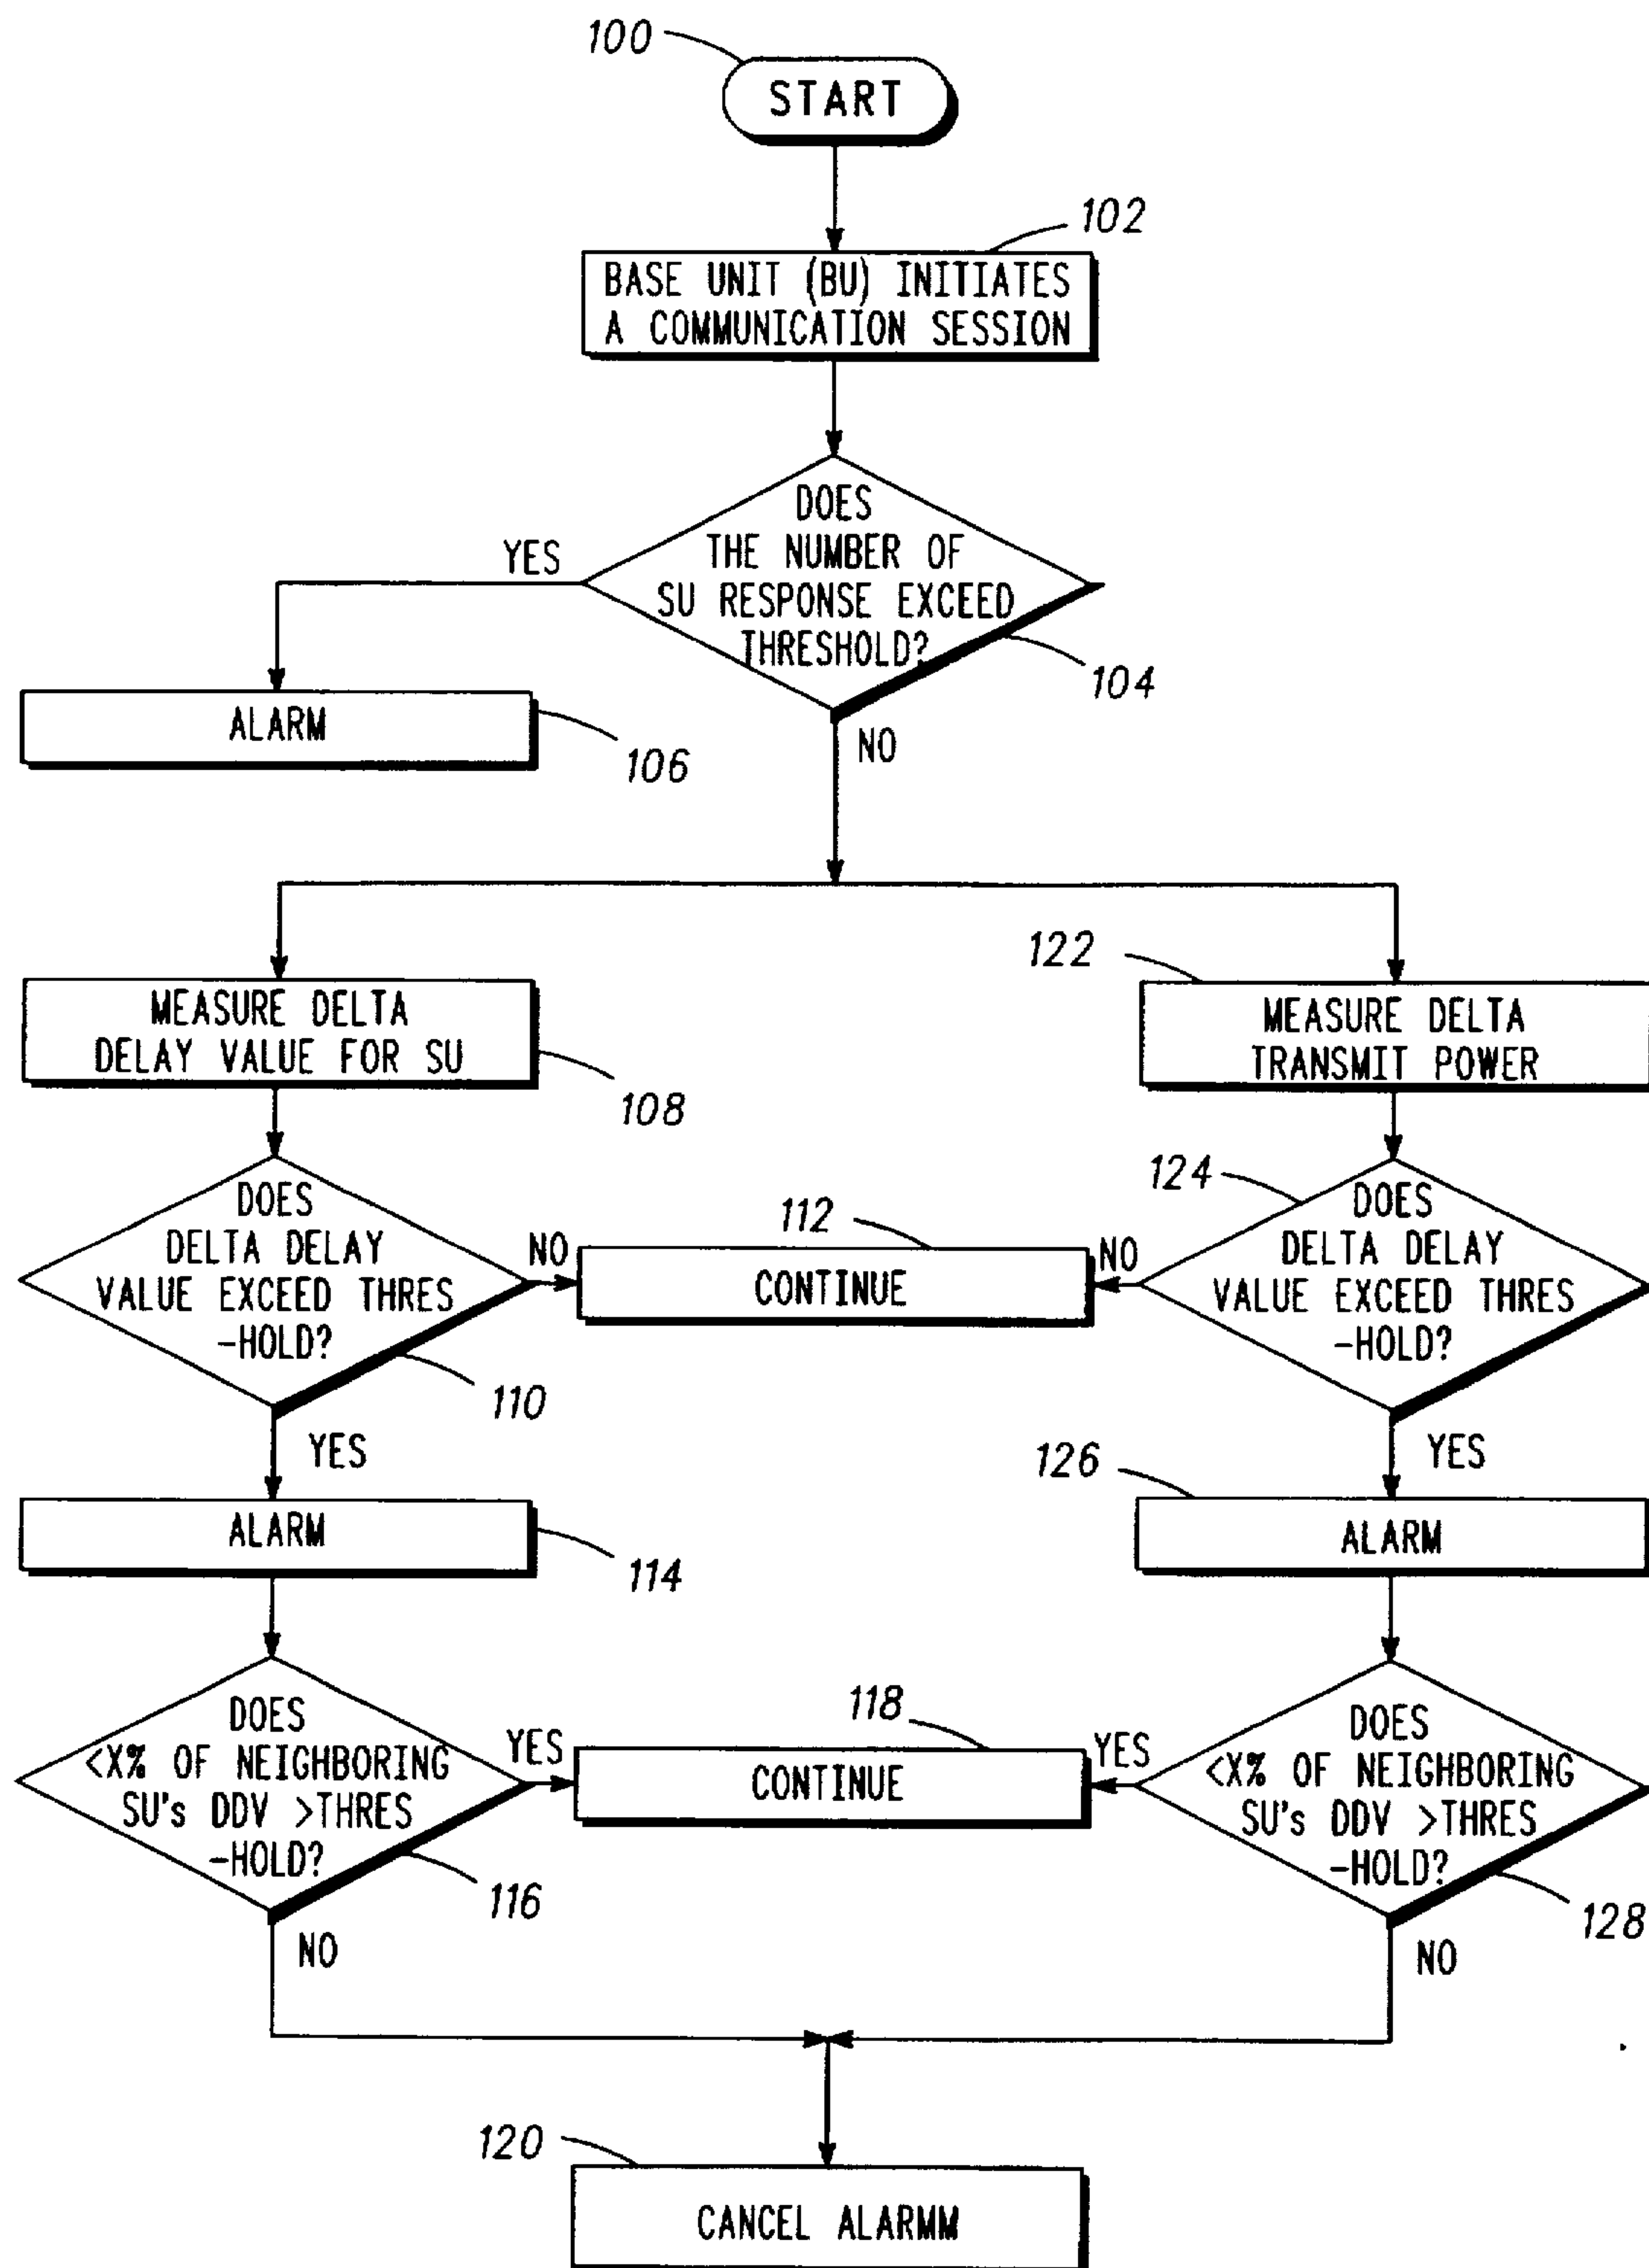 100
START
102
BASE UNIT (BU) INITIATES
A COMMUNICATION SESSION
DOES
THE NUMBER OF
SU RESPONSE EXCEED
THRESHOLD?
104
YES
ALARM
106
NO
MEASURE DELTA
DELAY VALUE FOR SU
108
122
MEASURE DELTA
TRANSMIT POWER
DOES
DELTA DELAY
VALUE EXCEED THRES
-HOLD?
110
NO
112
CONTINUE
NO
124
DOES
DELTA DELAY
VALUE EXCEED THRES
-HOLD?
YES
ALARM
114
YES
126
ALARM
DOES
<X% OF NEIGHBORING
SU's DDV >THRES
-HOLD?
116
YES
118
CONTINUE
YES
DOES
<X% OF NEIGHBORING
SU's DDV >THRES
-HOLD?
128
NO
NO
120
CANCEL ALARMM